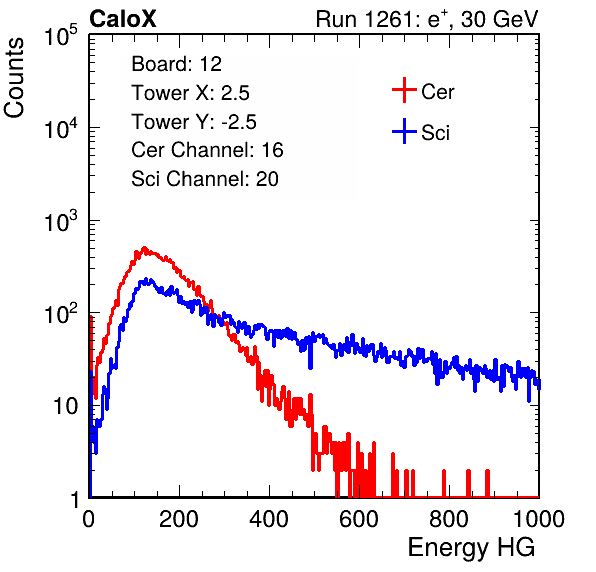 CaloX
Run 1261: e⁺, 30 GeV
Counts
10⁵
10⁴
10³
10²
10
1
Board: 12
Tower X: 2.5
Tower Y: -2.5
Cer Channel: 16
Sci Channel: 20
Cer
Sci
0 200 400 600 800 1000
Energy HG